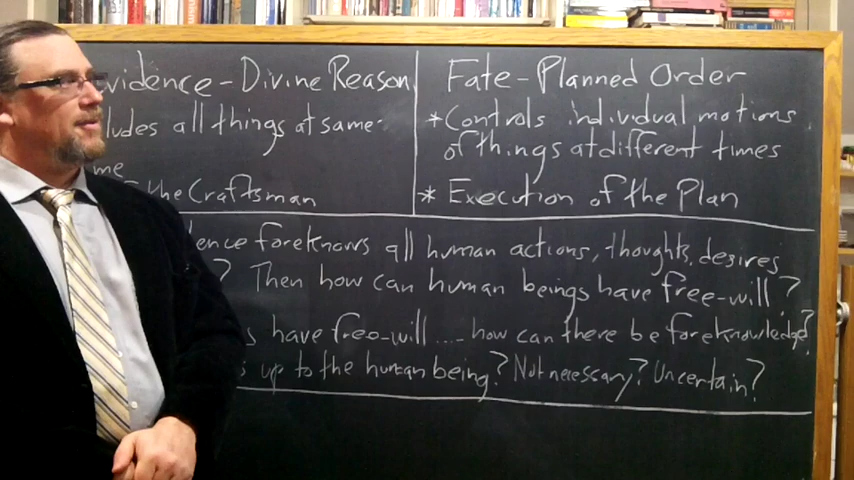 vidence - Divine Reason
ludes all things at same
me
the Craftsman
Fate - Planned Order
* Controls individual motions
of things at different times
* Execution of the Plan
dence foreknows all human actions, thoughts, desires
? Then how can human beings have free-will?
s have free-will .... how can there be foreknowledge?
s up to the human being? Not necessary? Uncertain?